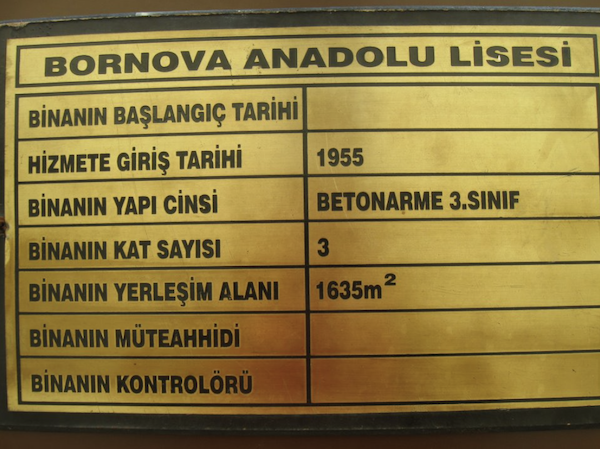 BORNOVA ANADOLU LİSESİ
BİNANIN BAŞLANGIÇ TARİHİ
HİZMETE GİRİŞ TARİHİ 1955
BİNANIN YAPI CİNSİ BETONARME 3.SINIF
BİNANIN KAT SAYISI 3
BİNANIN YERLEŞİM ALANI 1635m²
BİNANIN MÜTEAHHİDİ
BİNANIN KONTROLÖRÜ